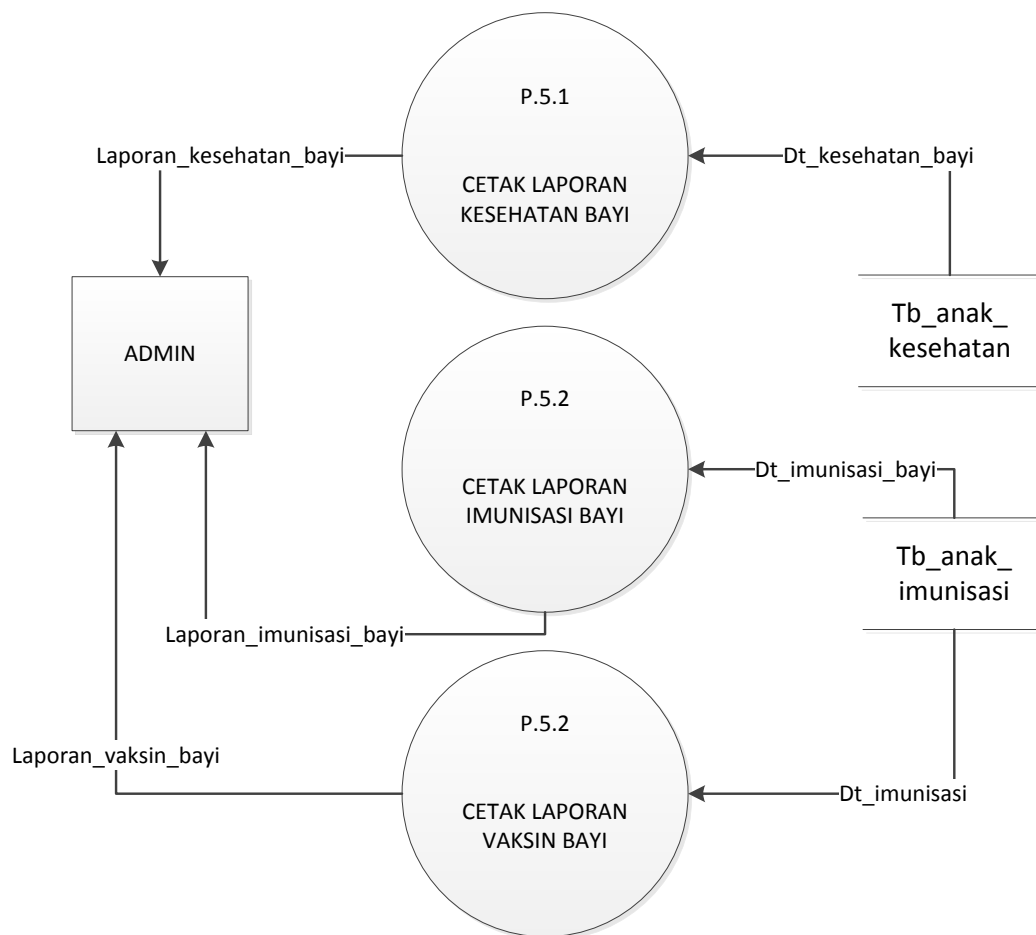 P.5.1
Laporan_kesehatan_bayi
Dt_kesehatan_bayi
CETAK LAPORAN
KESEHATAN BAYI
Tb_anak_
kesehatan
ADMIN
P.5.2
Dt_imunisasi_bayi
CETAK LAPORAN
IMUNISASI BAYI
Tb_anak_
imunisasi
Laporan_imunisasi_bayi
P.5.2
Laporan_vaksin_bayi
Dt_imunisasi
CETAK LAPORAN
VAKSIN BAYI